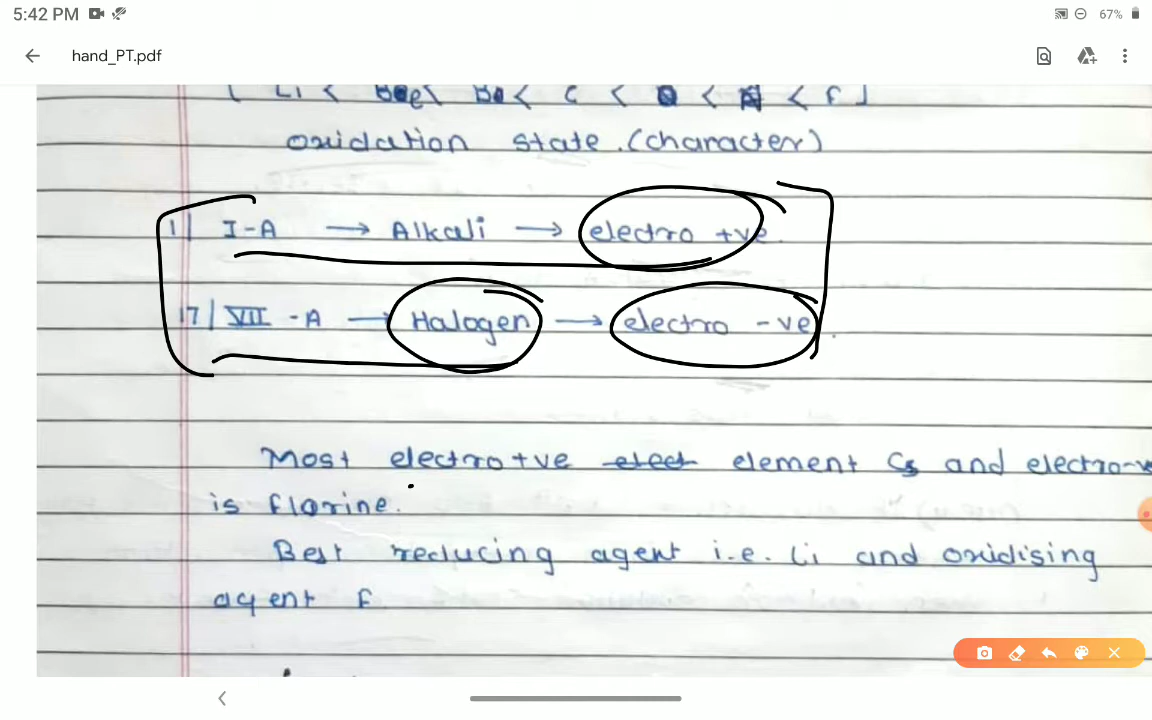 5:42 PM 67%
hand_PT.pdf
oxidation state.(character)
1| I-A → Alkali → electro +ve.
17| VII -A → Halogen → electro -ve.
Most electro+ve elect element Cs and electro-v
is florine.
Best reducing agent i.e. Li and oxidising
agent F